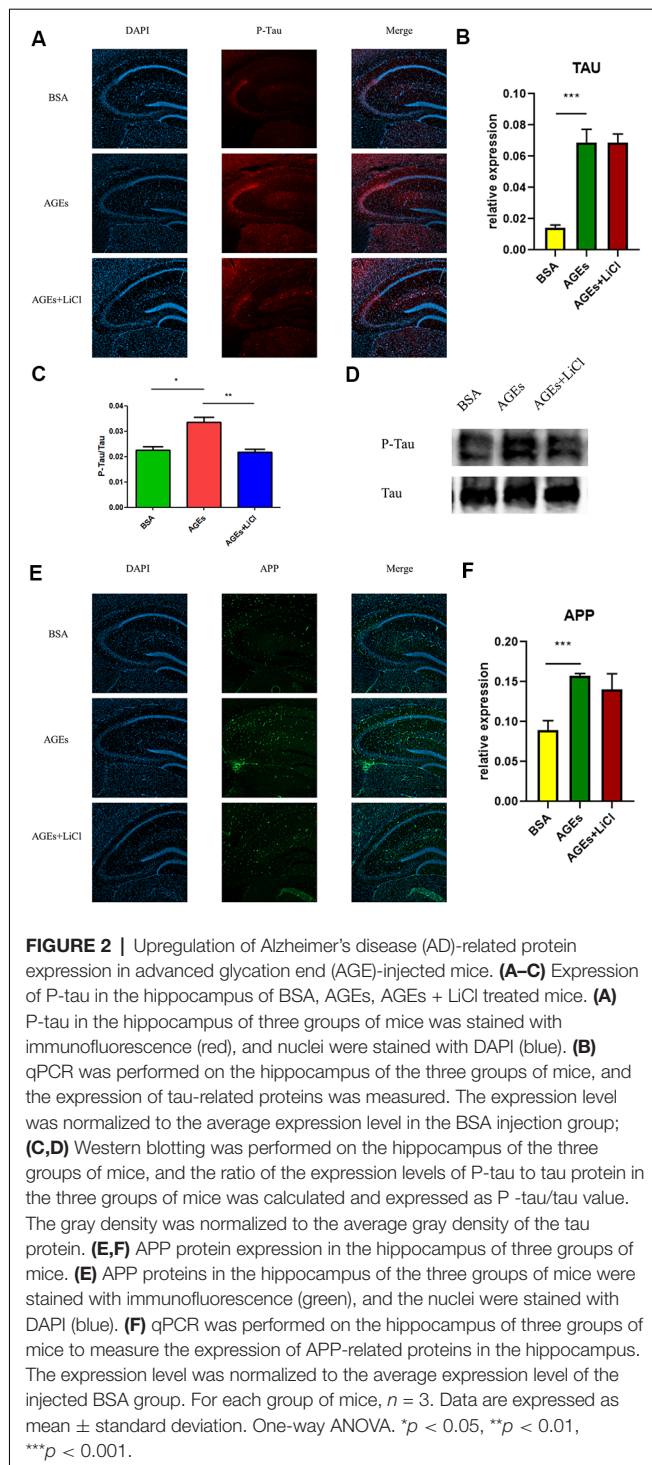 A
DAPI
P-Tau
Merge
BSA
AGEs
AGEs+LiCl
B
TAU
***
relative expression
0.10
0.08
0.06
0.04
0.02
0.00
BSA
AGEs
AGEs+LiCl
C
*
**
P-Tau/Tau
0.04
0.03
0.02
0.01
0.00
BSA
AGEs
AGEs+LiCl
D
BSA
AGEs
AGEs+LiCl
P-Tau
Tau
E
DAPI
APP
Merge
BSA
AGEs
AGEs+LiCl
F
APP
***
relative expression
0.20
0.15
0.10
0.05
0.00
BSA
AGEs
AGEs+LiCl
FIGURE 2 | Upregulation of Alzheimer's disease (AD)-related protein
expression in advanced glycation end (AGE)-injected mice. (A–C) Expression
of P-tau in the hippocampus of BSA, AGEs, AGEs + LiCl treated mice. (A)
P-tau in the hippocampus of three groups of mice was stained with
immunofluorescence (red), and nuclei were stained with DAPI (blue). (B)
qPCR was performed on the hippocampus of the three groups of mice, and
the expression of tau-related proteins was measured. The expression level
was normalized to the average expression level in the BSA injection group;
(C,D) Western blotting was performed on the hippocampus of the three
groups of mice, and the ratio of the expression levels of P-tau to tau protein in
the three groups of mice was calculated and expressed as P -tau/tau value.
The gray density was normalized to the average gray density of the tau
protein. (E,F) APP protein expression in the hippocampus of three groups of
mice. (E) APP proteins in the hippocampus of the three groups of mice were
stained with immunofluorescence (green), and the nuclei were stained with
DAPI (blue). (F) qPCR was performed on the hippocampus of three groups of
mice to measure the expression of APP-related proteins in the hippocampus.
The expression level was normalized to the average expression level of the
injected BSA group. For each group of mice, n = 3. Data are expressed as
mean ± standard deviation. One-way ANOVA. *p < 0.05, **p < 0.01,
***p < 0.001.